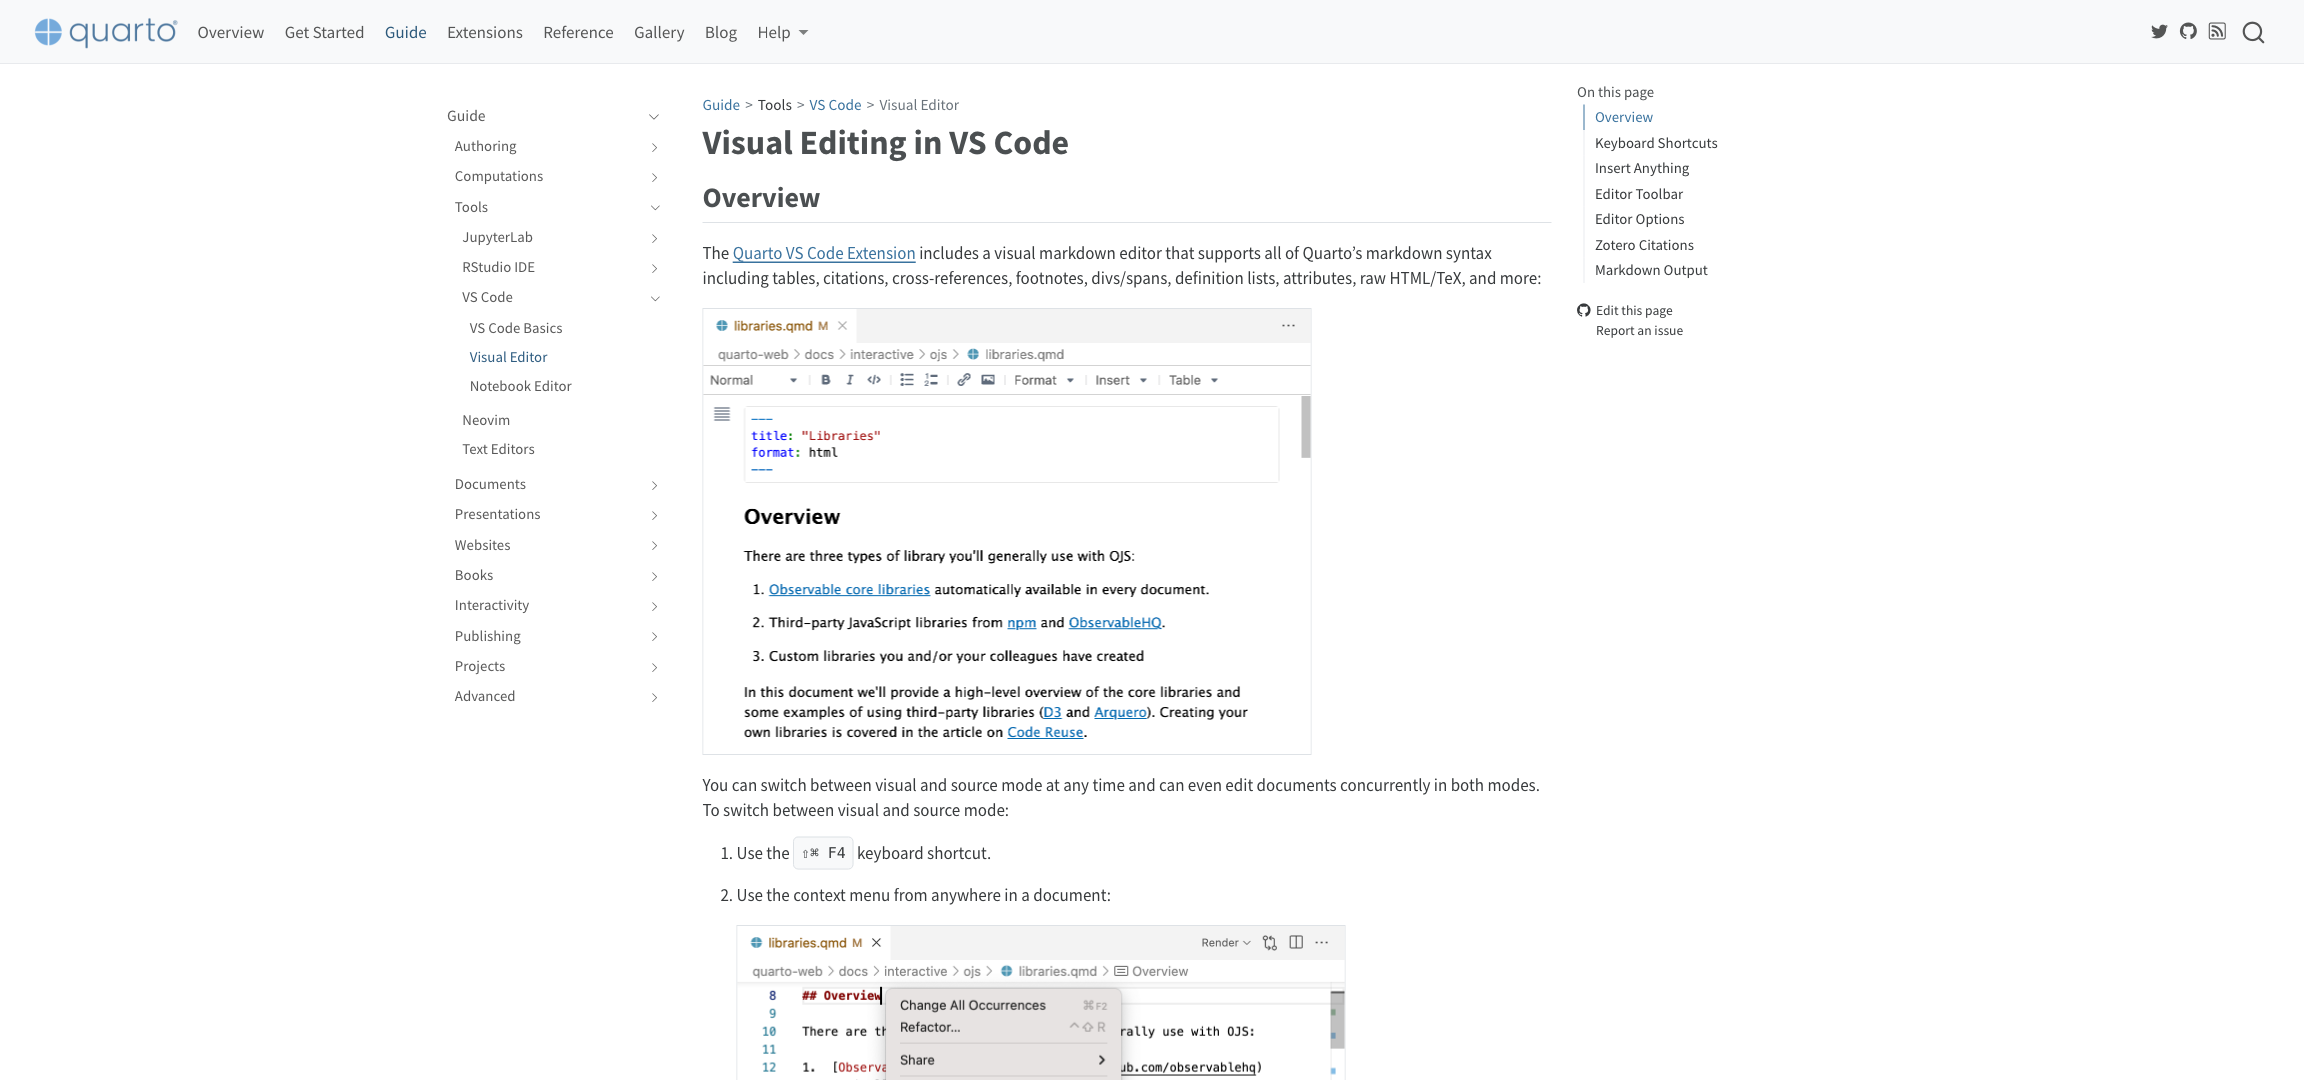 quarto
Overview
Get Started
Guide
Extensions
Reference
Gallery
Blog
Help
Guide
Authoring
Computations
Tools
JupyterLab
RStudio IDE
VS Code
VS Code Basics
Visual Editor
Notebook Editor
Neovim
Text Editors
Documents
Presentations
Websites
Books
Interactivity
Publishing
Projects
Advanced
Guide > Tools > VS Code > Visual Editor
Visual Editing in VS Code
Overview
The Quarto VS Code Extension includes a visual markdown editor that supports all of Quarto’s markdown syntax
including tables, citations, cross-references, footnotes, divs/spans, definition lists, attributes, raw HTML/TeX, and more:
libraries.qmd M
quarto-web > docs > interactive > ojs > libraries.qmd
Normal B I </> Format Insert Table
---
title: "Libraries"
format: html
---
Overview
There are three types of library you'll generally use with OJS:
1. Observable core libraries automatically available in every document.
2. Third-party JavaScript libraries from npm and ObservableHQ.
3. Custom libraries you and/or your colleagues have created
In this document we'll provide a high-level overview of the core libraries and
some examples of using third-party libraries (D3 and Arquero). Creating your
own libraries is covered in the article on Code Reuse.
You can switch between visual and source mode at any time and can even edit documents concurrently in both modes.
To switch between visual and source mode:
1. Use the ⇧⌘ F4 keyboard shortcut.
2. Use the context menu from anywhere in a document:
libraries.qmd M
Render
quarto-web > docs > interactive > ojs > libraries.qmd > Overview
8 ## Overview
9
10 There are th
rally use with OJS:
11
12 1. [Observa
ub.com/observablehq)
Change All Occurrences ⌘F2
Refactor... ^⇧R
Share
On this page
Overview
Keyboard Shortcuts
Insert Anything
Editor Toolbar
Editor Options
Zotero Citations
Markdown Output
Edit this page
Report an issue